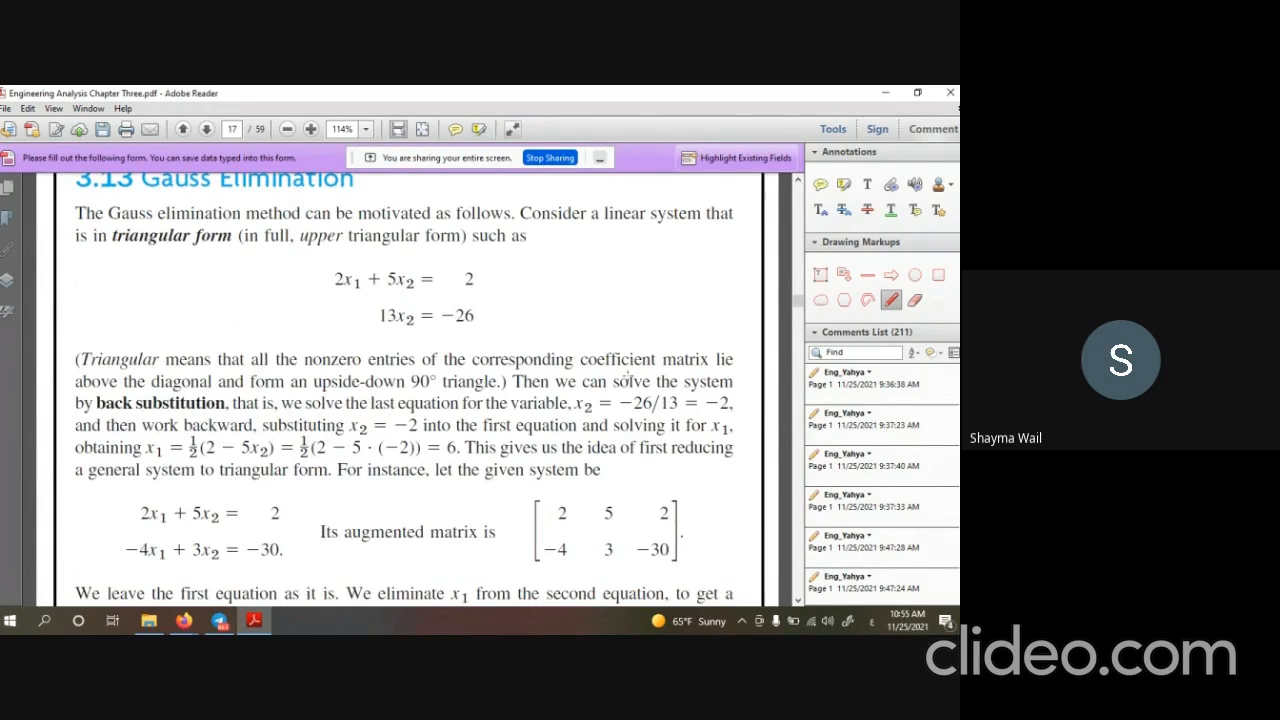 Engineering Analysis Chapter Three.pdf - Adobe Reader
File Edit View Window Help
17 / 59 114% Tools Sign Comment
Please fill out the following form. You can save data typed into this form.
You are sharing your entire screen. Stop Sharing
Highlight Existing Fields
3.13 Gauss Elimination
The Gauss elimination method can be motivated as follows. Consider a linear system that
is in triangular form (in full, upper triangular form) such as
2x₁ + 5x₂ = 2
13x₂ = −26
(Triangular means that all the nonzero entries of the corresponding coefficient matrix lie
above the diagonal and form an upside-down 90° triangle.) Then we can solve the system
by back substitution, that is, we solve the last equation for the variable, x₂ = −26/13 = −2,
and then work backward, substituting x₂ = −2 into the first equation and solving it for x₁,
obtaining x₁ = ½(2 − 5x₂) = ½(2 − 5 · (−2)) = 6. This gives us the idea of first reducing
a general system to triangular form. For instance, let the given system be
2x₁ + 5x₂ = 2
−4x₁ + 3x₂ = −30.
Its augmented matrix is
[ 2 5 2 ]
[ −4 3 −30 ].
We leave the first equation as it is. We eliminate x₁ from the second equation, to get a
Annotations
Drawing Markups
Comments List (211)
Find
Eng_Yahya
Page 1 11/25/2021 9:36:38 AM
Eng_Yahya
Page 1 11/25/2021 9:37:23 AM
Eng_Yahya
Page 1 11/25/2021 9:37:40 AM
Eng_Yahya
Page 1 11/25/2021 9:37:33 AM
Eng_Yahya
Page 1 11/25/2021 9:47:28 AM
Eng_Yahya
Page 1 11/25/2021 9:47:24 AM
65°F Sunny
ع
10:55 AM
11/25/2021
4
S
Shayma Wail
clideo.com